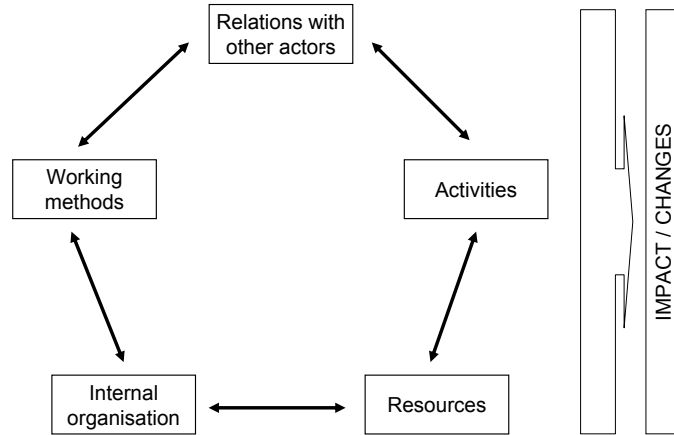 Relations with
other actors
Working
methods
Activities
Internal
organisation
Resources
IMPACT / CHANGES